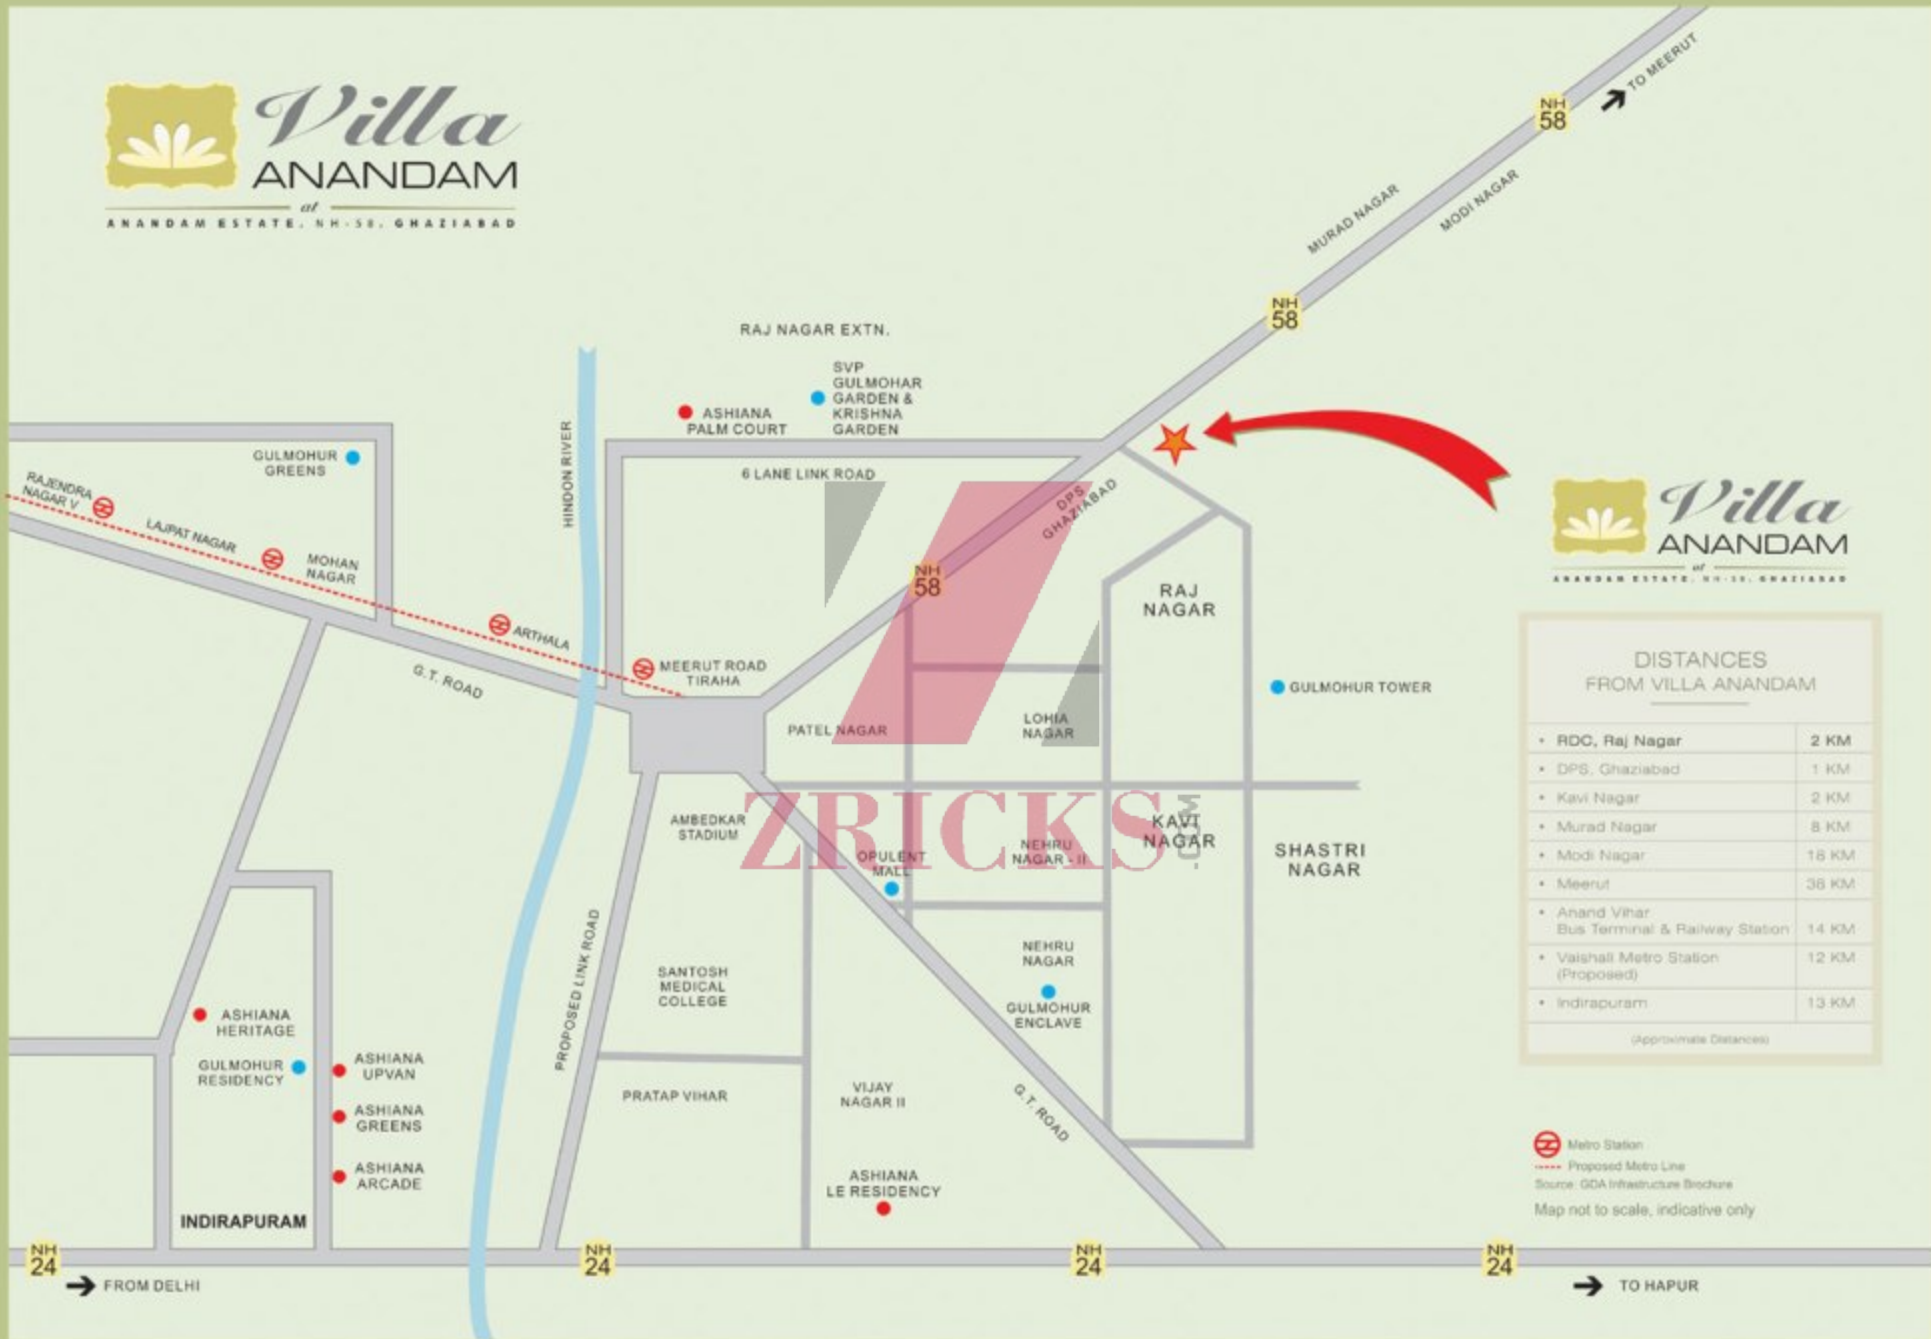 Villa
ANANDAM
at
ANANDAM ESTATE, NH-58, GHAZIABAD
NH
58
TO MEERUT
MURAD NAGAR
MODI NAGAR
NH
58
RAJ NAGAR EXTN.
SVP
GULMOHAR
GARDEN &
KRISHNA
GARDEN
ASHIANA
PALM COURT
6 LANE LINK ROAD
HINDON RIVER
GULMOHUR
GREENS
RAJENDRA
NAGAR V
LAJPAT NAGAR
MOHAN
NAGAR
ARTHALA
G.T. ROAD
MEERUT ROAD
TIRAHA
DPS
GHAZIABAD
NH
58
RAJ
NAGAR
Villa
ANANDAM
at
ANANDAM ESTATE, NH-58, GHAZIABAD
GULMOHUR TOWER
PATEL NAGAR
LOHIA
NAGAR
AMBEDKAR
STADIUM
ZRICKS
.COM
OPULENT
MALL
NEHRU
NAGAR - II
KAVI
NAGAR
SHASTRI
NAGAR
DISTANCES
FROM VILLA ANANDAM
• RDC, Raj Nagar 2 KM
• DPS, Ghaziabad 1 KM
• Kavi Nagar 2 KM
• Murad Nagar 8 KM
• Modi Nagar 18 KM
• Meerut 38 KM
• Anand Vihar
Bus Terminal & Railway Station 14 KM
• Vaishali Metro Station 12 KM
(Proposed)
• Indirapuram 13 KM
(Approximate Distances)
PROPOSED LINK ROAD
SANTOSH
MEDICAL
COLLEGE
NEHRU
NAGAR
GULMOHUR
ENCLAVE
ASHIANA
HERITAGE
GULMOHUR
RESIDENCY
ASHIANA
UPVAN
ASHIANA
GREENS
ASHIANA
ARCADE
PRATAP VIHAR
VIJAY
NAGAR II
G.T. ROAD
ASHIANA
LE RESIDENCY
INDIRAPURAM
Metro Station
Proposed Metro Line
Source: GDA Infrastructure Brochure
Map not to scale, indicative only
NH
24
NH
24
NH
24
NH
24
FROM DELHI
TO HAPUR